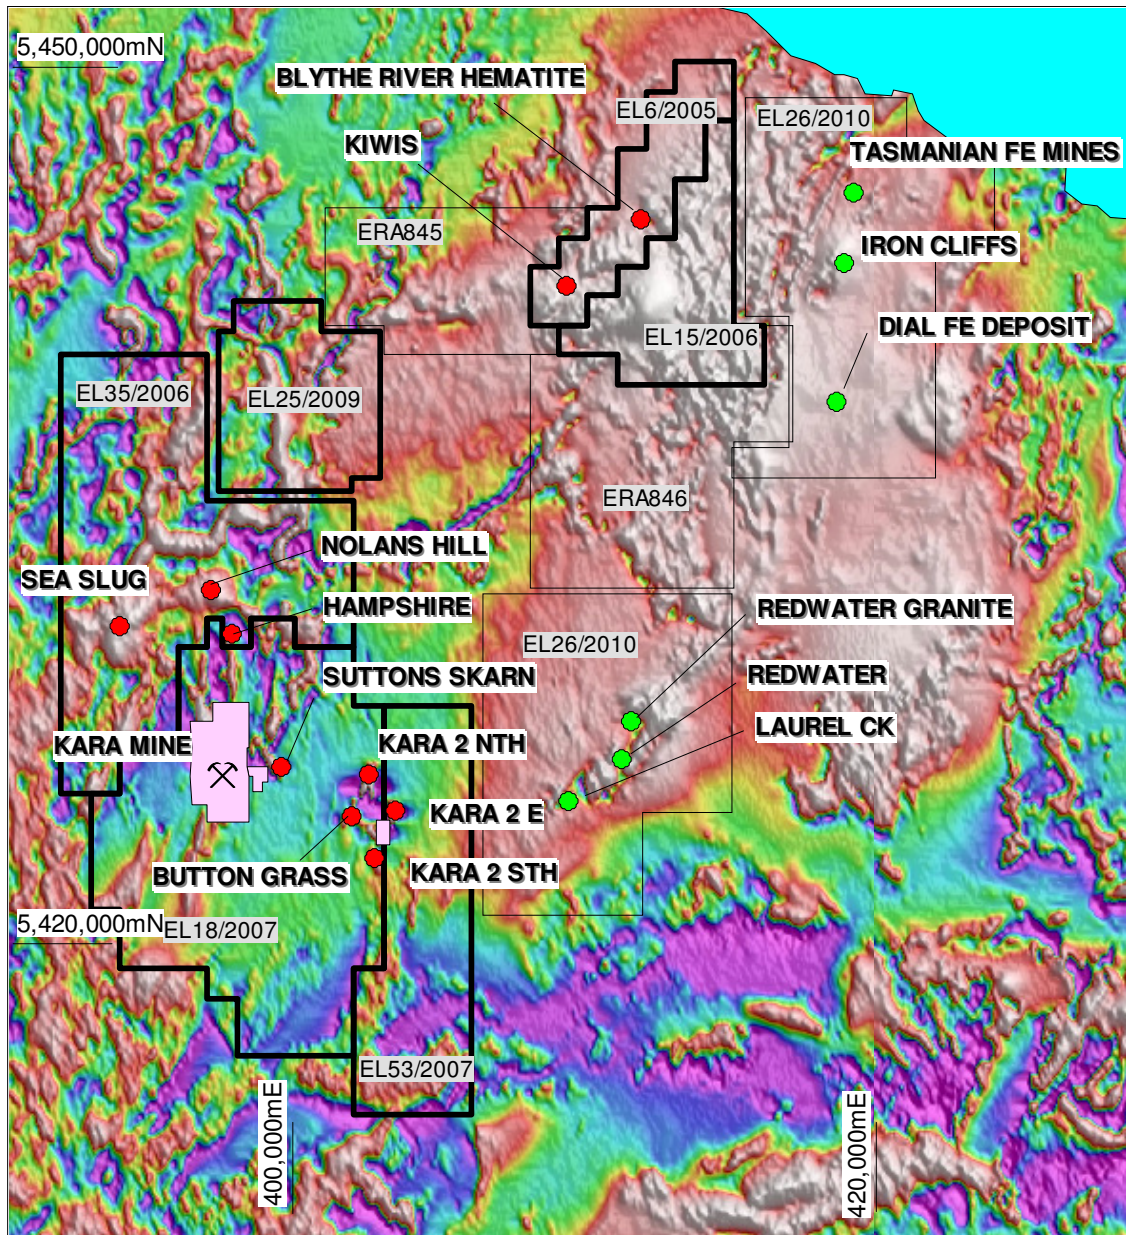 5,450,000mN
BLYTHE RIVER HEMATITE
EL6/2005
EL26/2010
KIWIS
TASMANIAN FE MINES
ERA845
IRON CLIFFS
EL15/2006
DIAL FE DEPOSIT
EL35/2006
EL25/2009
ERA846
NOLANS HILL
SEA SLUG
HAMPSHIRE
REDWATER GRANITE
EL26/2010
SUTTONS SKARN
REDWATER
LAUREL CK
KARA MINE
KARA 2 NTH
KARA 2 E
BUTTON GRASS
KARA 2 STH
5,420,000mN
EL18/2007
EL53/2007
400,000mE
420,000mE